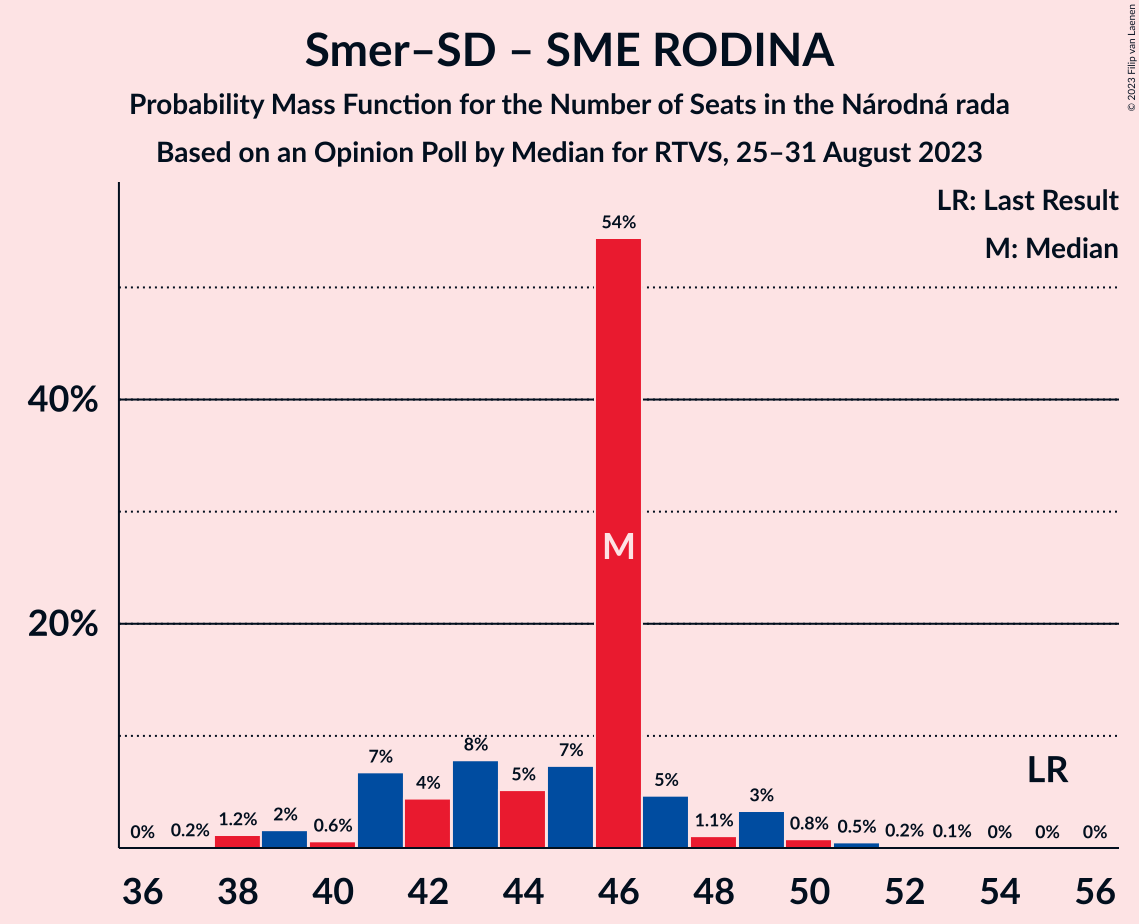 Smer–SD – SME RODINA
Probability Mass Function for the Number of Seats in the Národná rada
Based on an Opinion Poll by Median for RTVS, 25–31 August 2023
© 2023 Filip van Laenen
LR: Last Result
M: Median
40%
20%
0%
0.2%
1.2%
2%
0.6%
7%
4%
8%
5%
7%
54%
5%
1.1%
3%
0.8%
0.5%
0.2%
0.1%
0%
0%
0%
M
LR
36 38 40 42 44 46 48 50 52 54 56